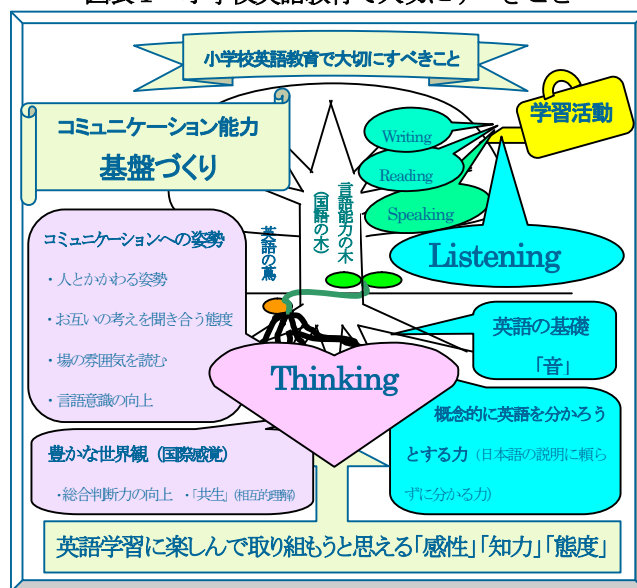 小学校英語教育で大切にすべきこと
コミュニケーション能力
基盤づくり
学習活動
Writing
Reading
Speaking
Listening
言語能力の木
(国語の木)
英語の蔦
コミュニケーションへの姿勢
・人とかかわる姿勢
・お互いの考えを聞き合う態度
・場の雰囲気を読む
・言語意識の向上
英語の基礎
「音」
Thinking
概念的に英語を分かろう
とする力(日本語の説明に頼ら
ずに分かる力)
豊かな世界観(国際感覚)
・総合判断力の向上 ・「共生」(相互的理解)
英語学習に楽しんで取り組もうと思える「感性」「知力」「態度」